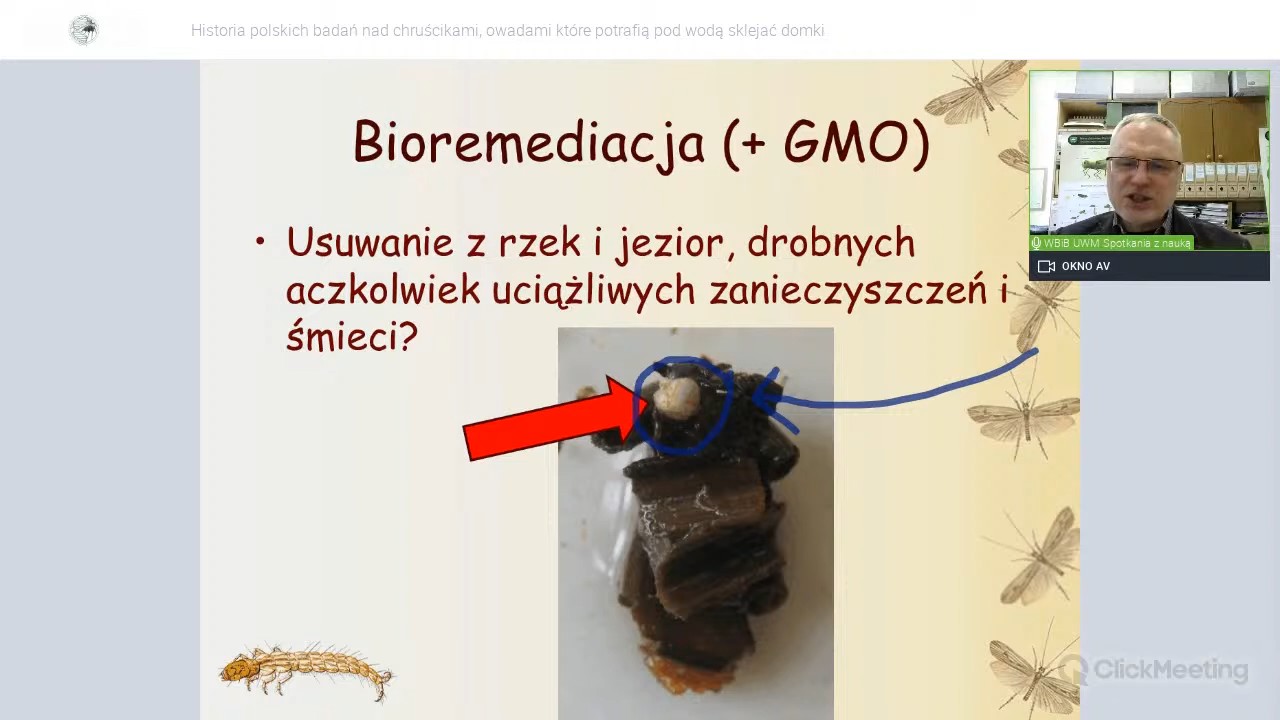 Historia polskich badań nad chruścikami, owadami które potrafią pod wodą sklejać domki
Bioremediacja (+ GMO)
• Usuwanie z rzek i jezior, drobnych
aczkolwiek uciążliwych zanieczyszczeń i
śmieci?
WBiB UWM Spotkania z nauką
OKNO AV
ClickMeeting